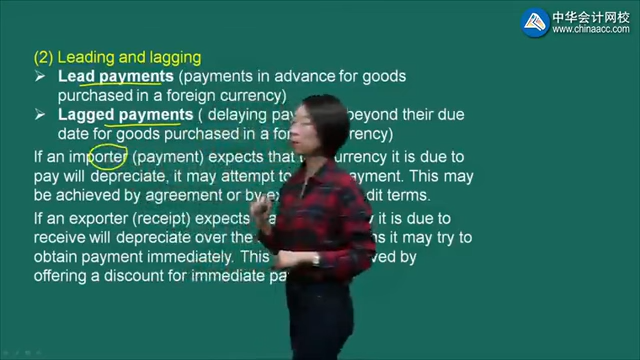 中华会计网校
www.chinaacc.com
(2) Leading and lagging
Lead payments (payments in advance for goods
purchased in a foreign currency)
Lagged payments ( delaying pay beyond their due
date for goods purchased in a fo rrency)
If an importer (payment) expects that currency it is due to
pay will depreciate, it may attempt to payment. This may
be achieved by agreement or by dit terms.
If an exporter (receipt) expects it is due to
receive will depreciate over the it may try to
obtain payment immediately. This by
offering a discount for immediate